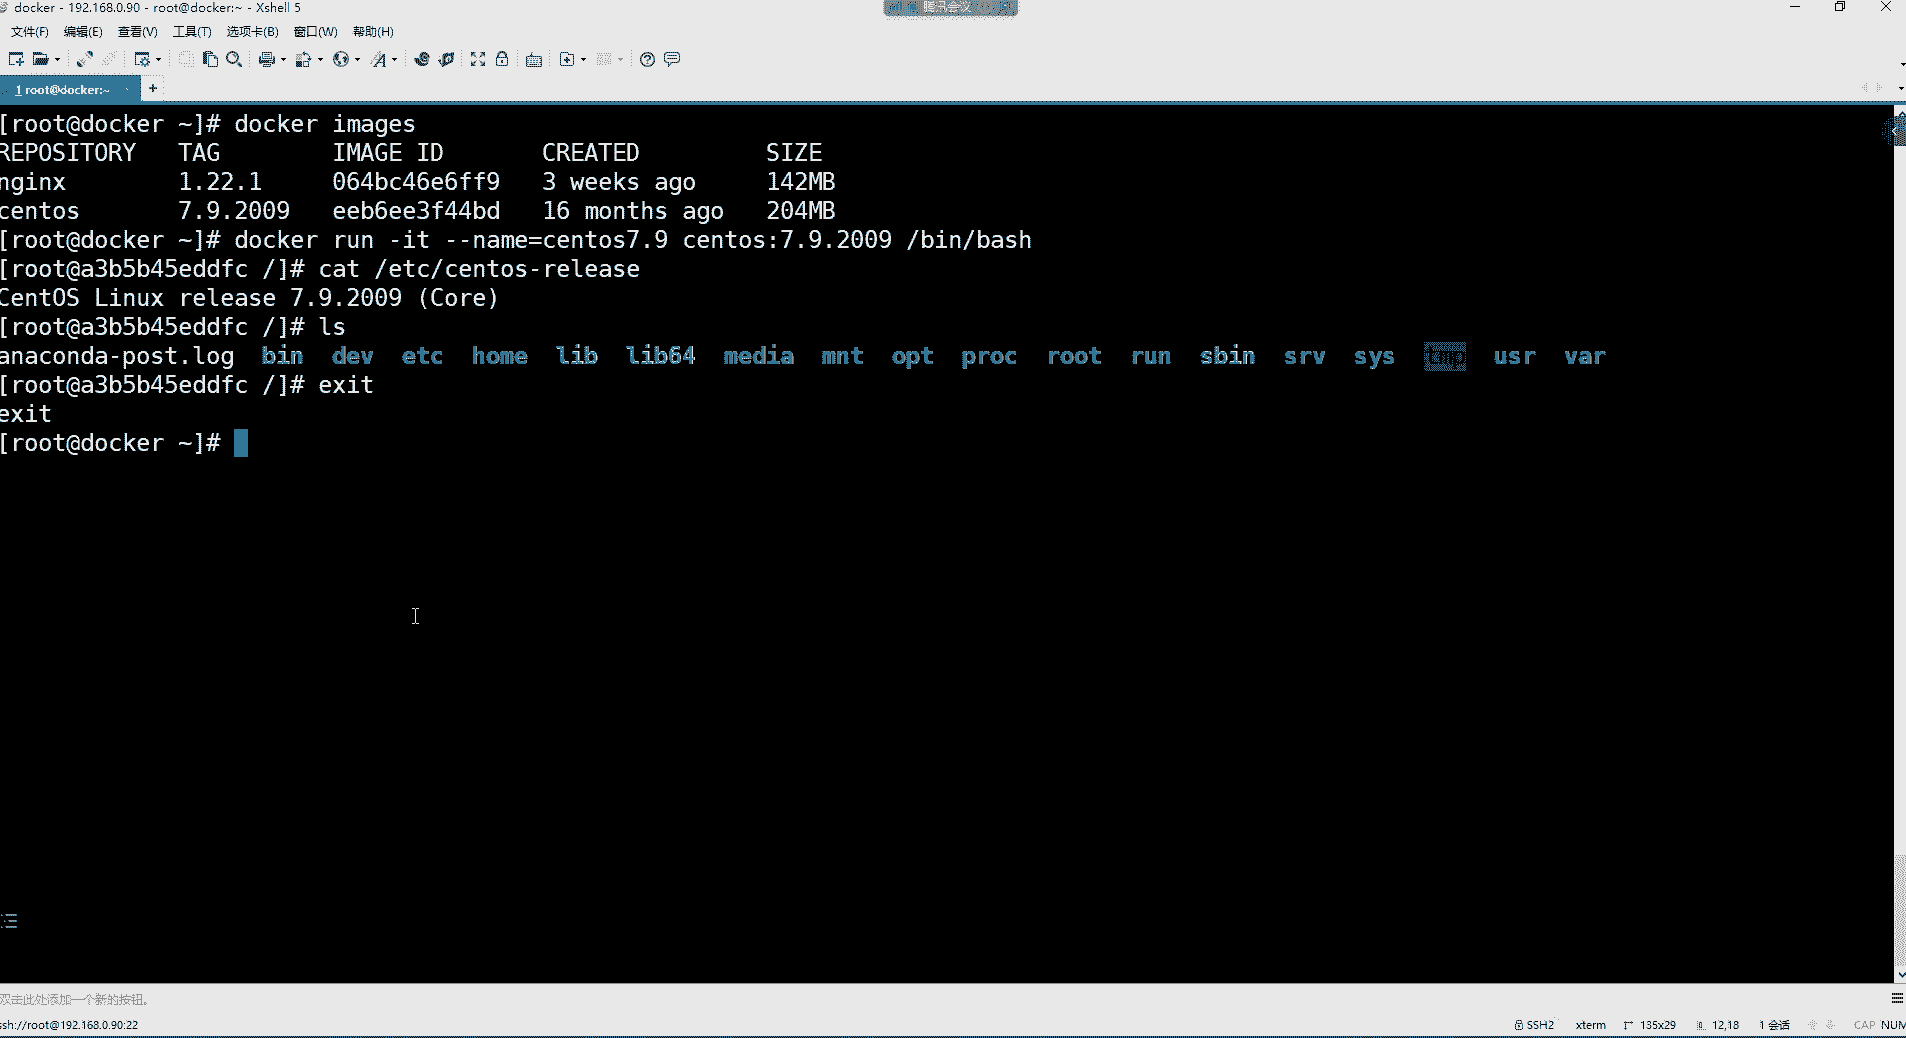 docker - 192.168.0.90 - root@docker:~ - Xshell 5
腾讯会议
文件(F) 编辑(E) 查看(V) 工具(T) 选项卡(B) 窗口(W) 帮助(H)
1 root@docker:~
+
[root@docker ~]# docker images
REPOSITORY TAG IMAGE ID CREATED SIZE
nginx 1.22.1 064bc46e6ff9 3 weeks ago 142MB
centos 7.9.2009 eeb6ee3f44bd 16 months ago 204MB
[root@docker ~]# docker run -it --name=centos7.9 centos:7.9.2009 /bin/bash
[root@a3b5b45eddfc /]# cat /etc/centos-release
CentOS Linux release 7.9.2009 (Core)
[root@a3b5b45eddfc /]# ls
anaconda-post.log bin dev etc home lib lib64 media mnt opt proc root run sbin srv sys tmp usr var
[root@a3b5b45eddfc /]# exit
exit
[root@docker ~]#
双击此处添加一个新的按钮。
ssh://root@192.168.0.90:22 SSH2 xterm 135x29 12,18 1 会话 CAP NUM